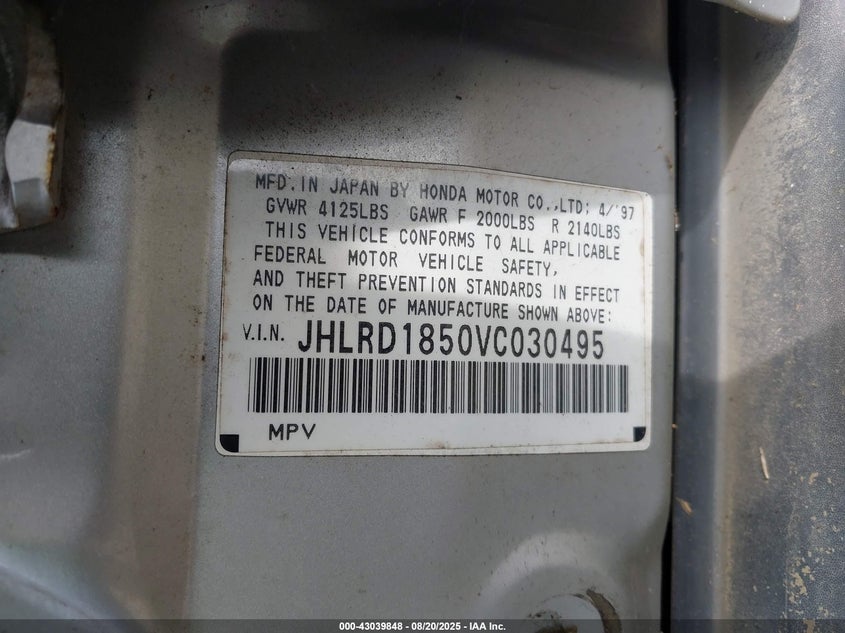 MFD. IN JAPAN BY HONDA MOTOR CO.,LTD; 4/'97
GVWR 4125LBS GAWR F 2000LBS R 2140LBS
THIS VEHICLE CONFORMS TO ALL APPLICABLE
FEDERAL MOTOR VEHICLE SAFETY,
AND THEFT PREVENTION STANDARDS IN EFFECT
ON THE DATE OF MANUFACTURE SHOWN ABOVE:
V.I.N. JHLRD1850VC030495
MPV
000-43039848 - 08/20/2025 - IAA Inc.